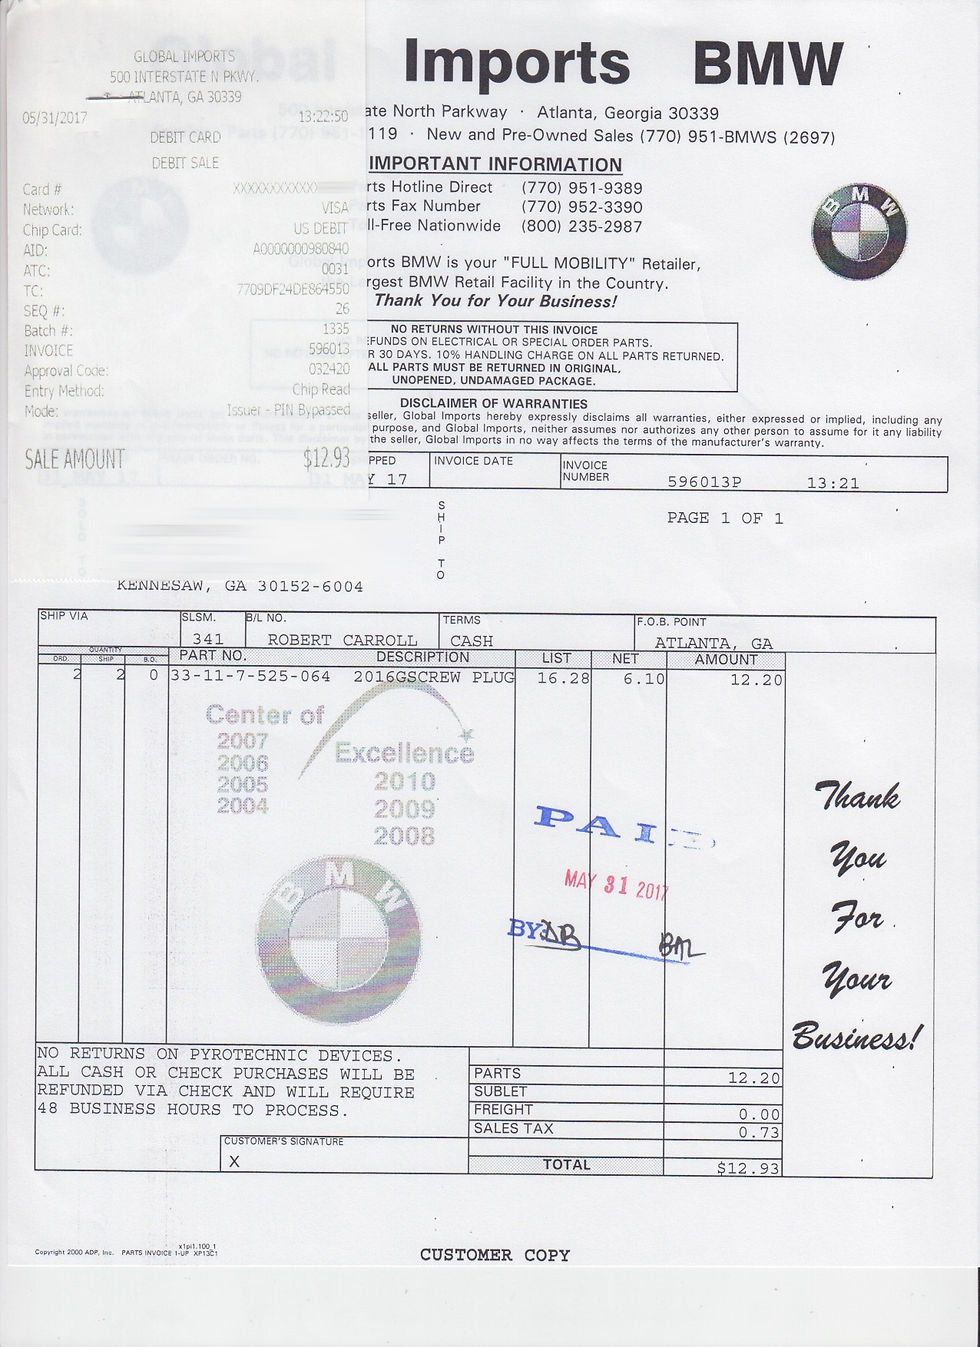 GLOBAL IMPORTS
500 INTERSTATE N PKWY.
ATLANTA, GA 30339
05/31/2017 13:22:50
DEBIT CARD
DEBIT SALE
Card # XXXXXXXXXXXX
Network: VISA
Chip Card: US DEBIT
AID: A0000000980840
ATC: 0031
TC: 7709DF24DE864550
SEQ #: 26
Batch #: 1335
INVOICE 596013
Approval Code: 032420
Entry Method: Chip Read
Mode: Issuer - PIN Bypassed
SALE AMOUNT $12.93
Global Imports BMW
ate North Parkway · Atlanta, Georgia 30339
119 · New and Pre-Owned Sales (770) 951-BMWS (2697)
IMPORTANT INFORMATION
rts Hotline Direct (770) 951-9389
rts Fax Number (770) 952-3390
ll-Free Nationwide (800) 235-2987
BMW
orts BMW is your "FULL MOBILITY" Retailer,
rgest BMW Retail Facility in the Country.
Thank You for Your Business!
NO RETURNS WITHOUT THIS INVOICE
EFUNDS ON ELECTRICAL OR SPECIAL ORDER PARTS.
R 30 DAYS. 10% HANDLING CHARGE ON ALL PARTS RETURNED.
ALL PARTS MUST BE RETURNED IN ORIGINAL,
UNOPENED, UNDAMAGED PACKAGE.
DISCLAIMER OF WARRANTIES
seller, Global Imports hereby expressly disclaims all warranties, either expressed or implied, including any
purpose, and Global Imports, neither assumes nor authorizes any other person to assume for it any liability
the seller, Global Imports in no way affects the terms of the manufacturer's warranty.
PPED INVOICE DATE INVOICE NUMBER
Y 17 596013P 13:21
SHIP TO
PAGE 1 OF 1
KENNESAW, GA 30152-6004
SHIP VIA SLSM. B/L NO. TERMS F.O.B. POINT
341 ROBERT CARROLL CASH ATLANTA, GA
QUANTITY PART NO. DESCRIPTION LIST NET AMOUNT
ORD. SHIP B.O.
2 2 0 33-11-7-525-064 2016GSCREW PLUG 16.28 6.10 12.20
Center of
Excellence
2007
2006
2005
2004
2010
2009
2008
BMW
PAID
MAY 31 2017
BY
Thank
You
For
Your
Business!
NO RETURNS ON PYROTECHNIC DEVICES.
ALL CASH OR CHECK PURCHASES WILL BE
REFUNDED VIA CHECK AND WILL REQUIRE
48 BUSINESS HOURS TO PROCESS.
CUSTOMER'S SIGNATURE
X
PARTS 12.20
SUBLET
FREIGHT 0.00
SALES TAX 0.73
TOTAL $12.93
Copyright 2000 ADP, Inc. PARTS INVOICE 1-UP XP13C1
x1pi1.100_1
CUSTOMER COPY